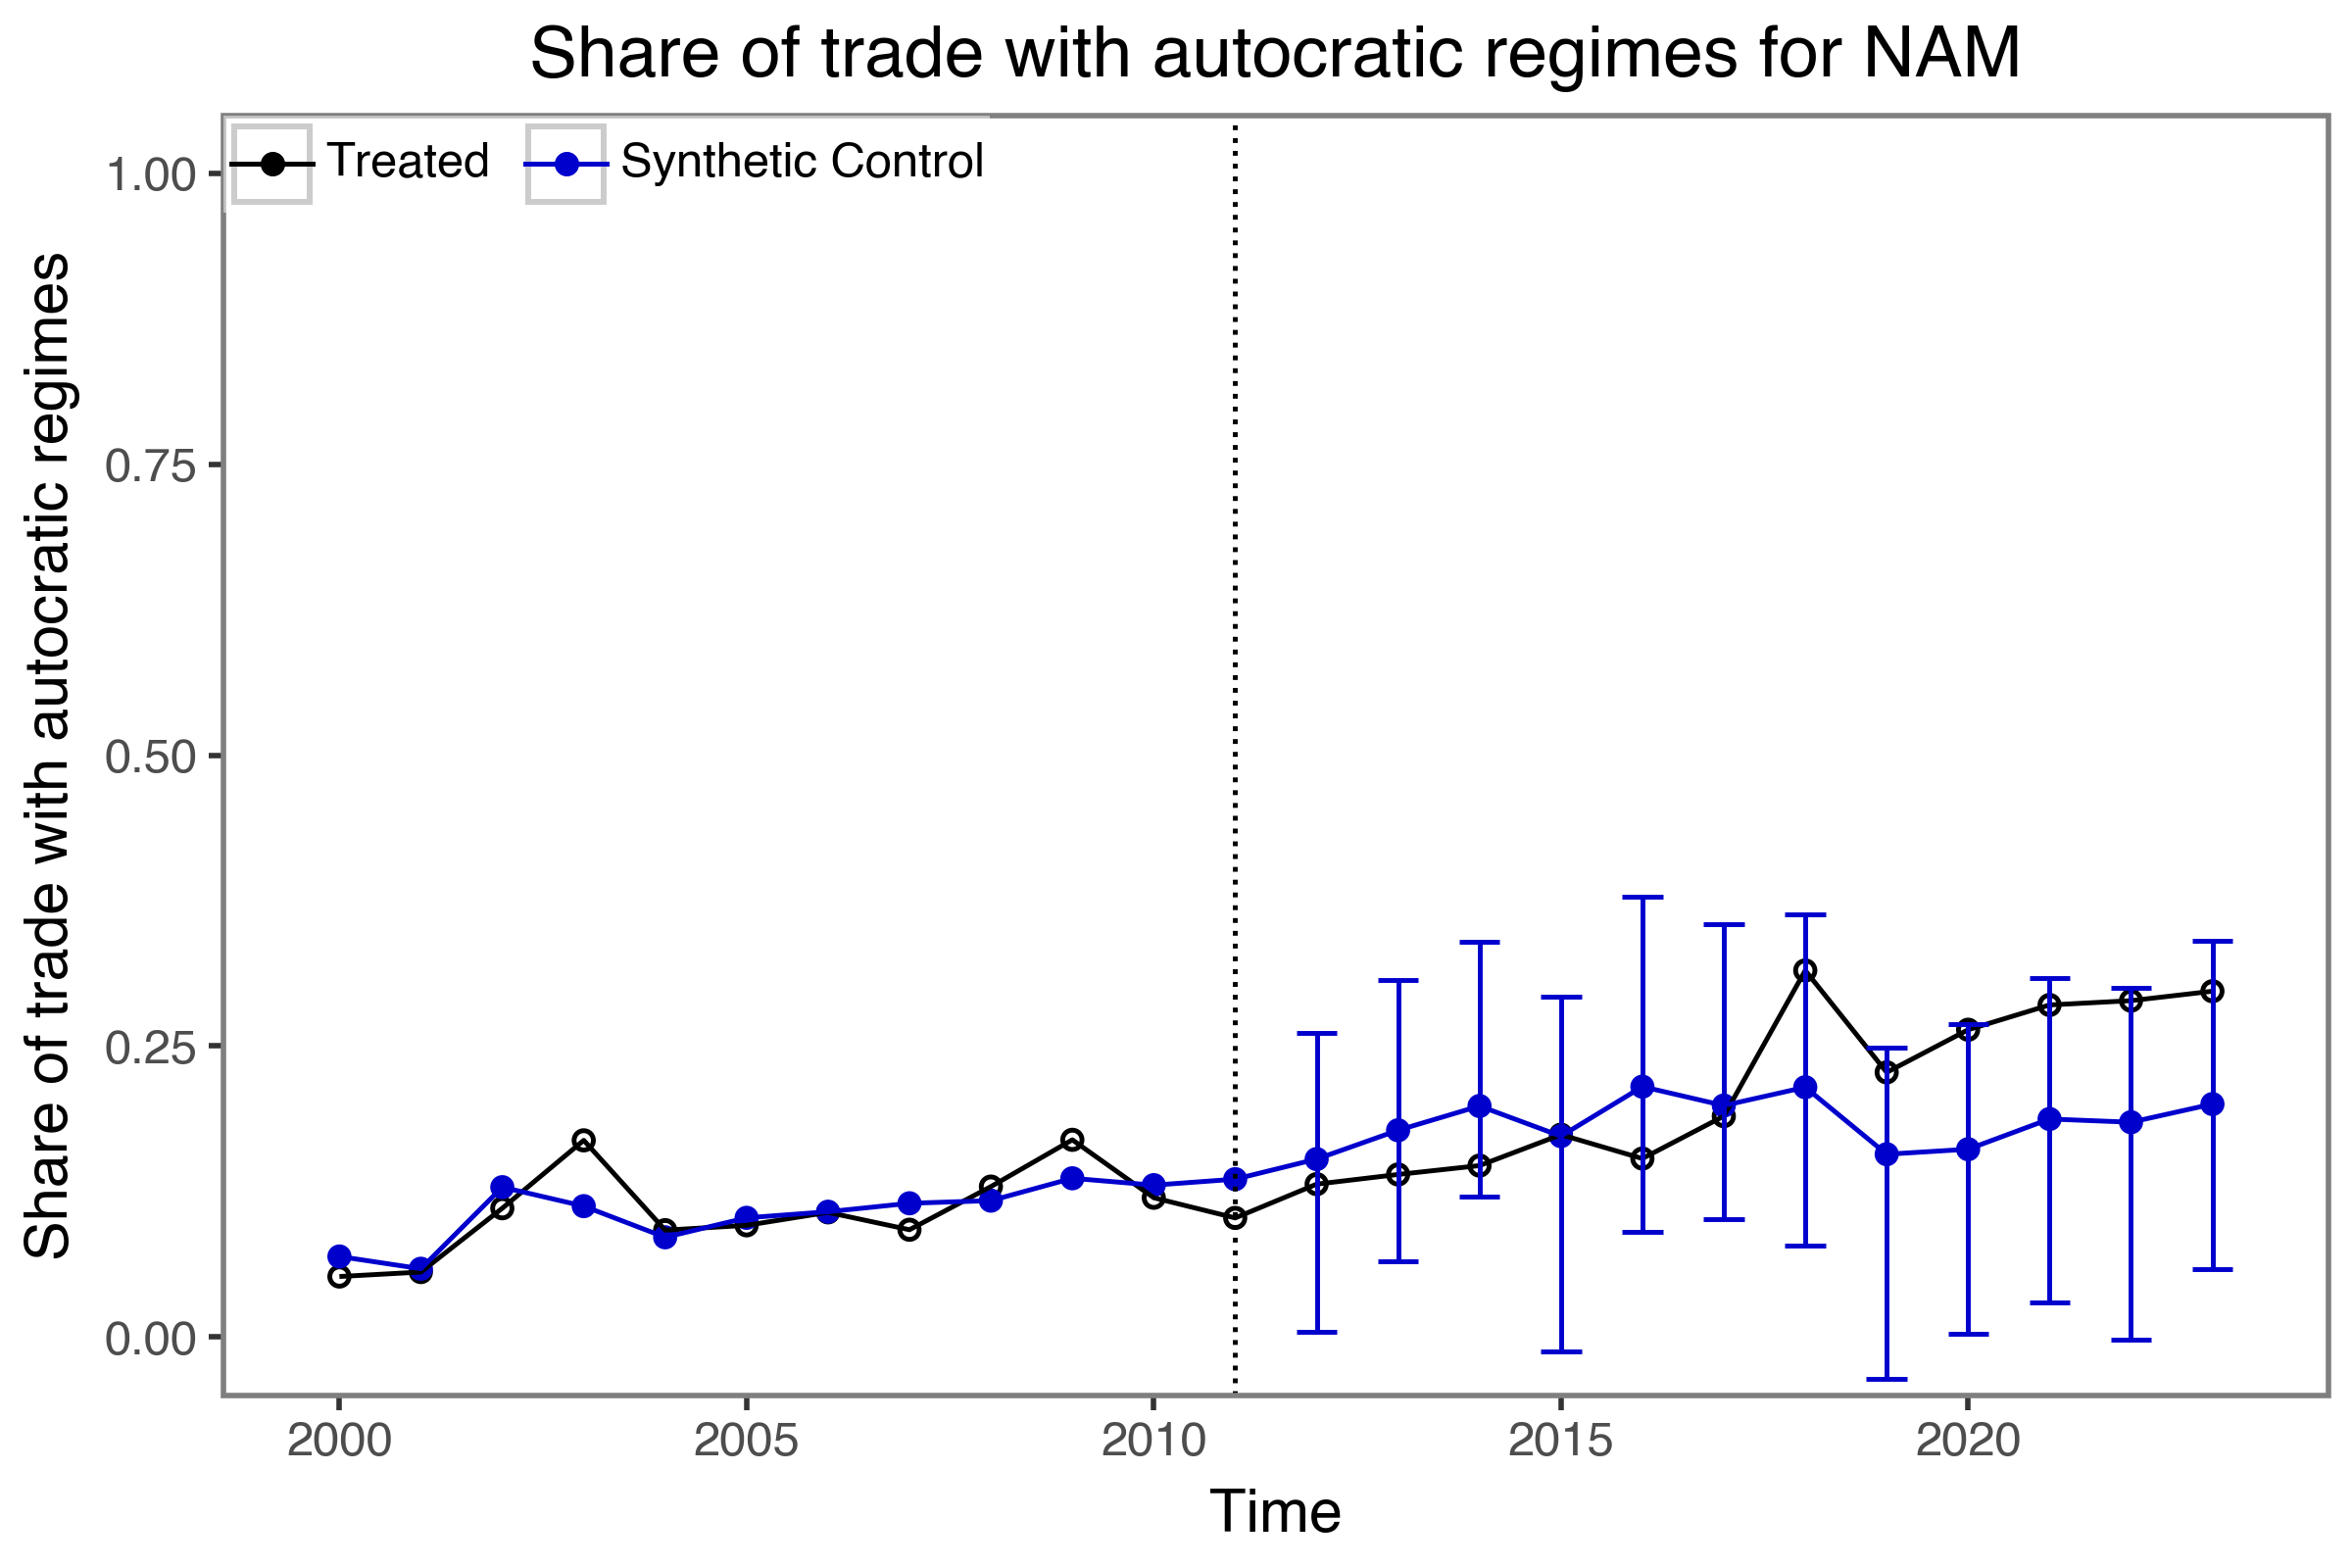 Share of trade with autocratic regimes for NAM
Treated
Synthetic Control
Share of trade with autocratic regimes
1.00
0.75
0.50
0.25
0.00
2000
2005
2010
2015
2020
Time